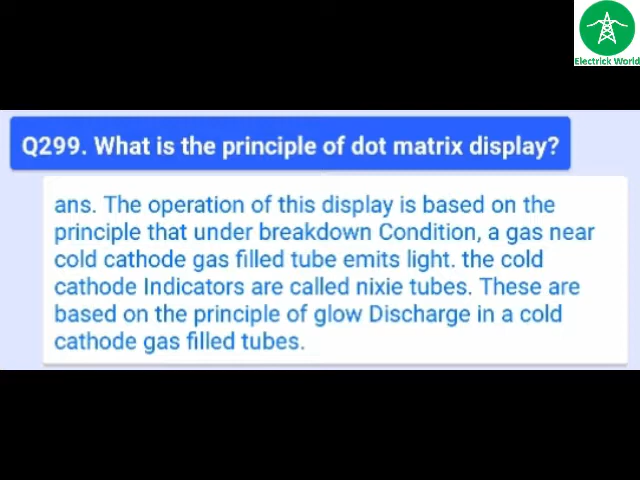 Electrick World
Q299. What is the principle of dot matrix display?
ans. The operation of this display is based on the
principle that under breakdown Condition, a gas near
cold cathode gas filled tube emits light. the cold
cathode Indicators are called nixie tubes. These are
based on the principle of glow Discharge in a cold
cathode gas filled tubes.